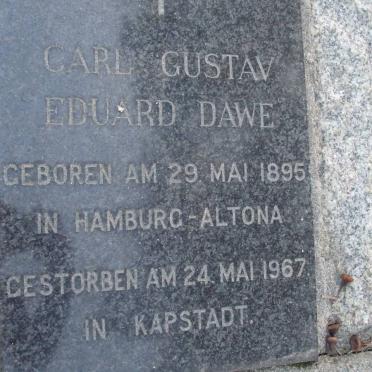 CARL GUSTAV
EDUARD DAWE
GEBOREN AM 29. MAI 1895
IN HAMBURG-ALTONA
GESTORBEN AM 24. MAI 1967
IN KAPSTADT.